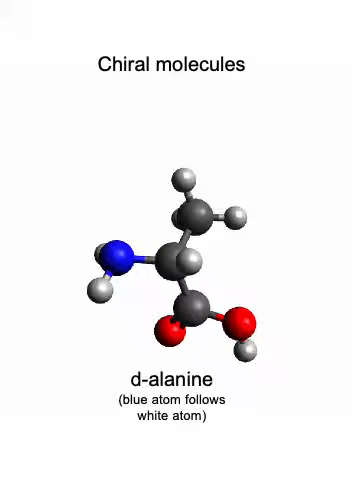 Chiral molecules
d-alanine
(blue atom follows
white atom)